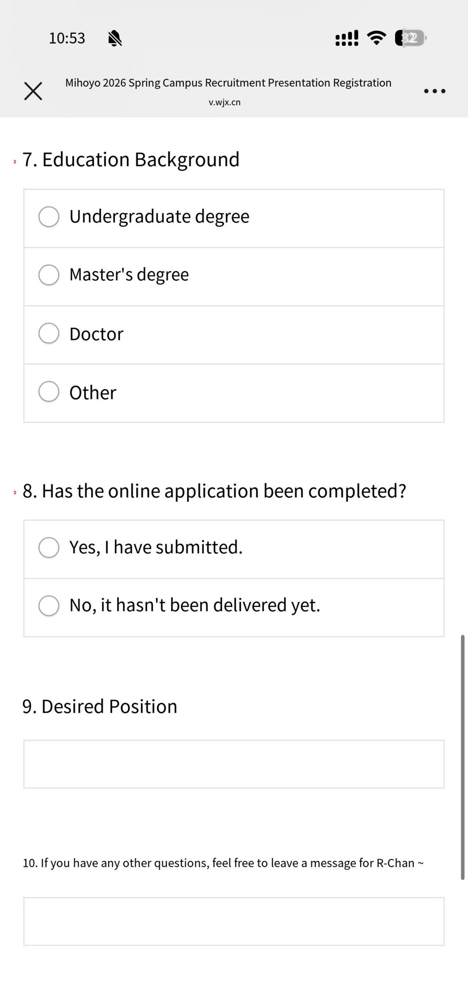 10:53
32
Mihoyo 2026 Spring Campus Recruitment Presentation Registration
v.wjx.cn
7. Education Background
Undergraduate degree
Master's degree
Doctor
Other
8. Has the online application been completed?
Yes, I have submitted.
No, it hasn't been delivered yet.
9. Desired Position
10. If you have any other questions, feel free to leave a message for R-Chan ~